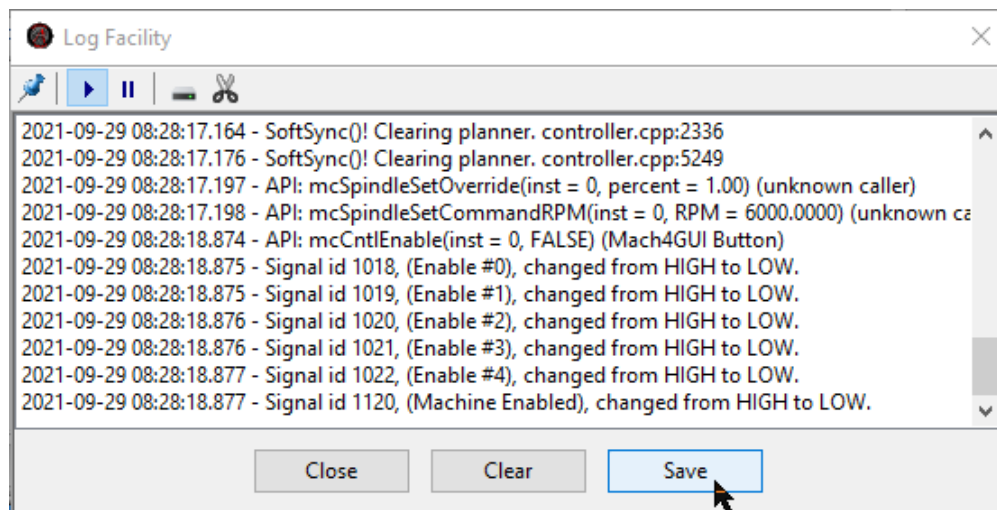 Log Facility
2021-09-29 08:28:17.164 - SoftSync()! Clearing planner. controller.cpp:2336
2021-09-29 08:28:17.176 - SoftSync()! Clearing planner. controller.cpp:5249
2021-09-29 08:28:17.197 - API: mcSpindleSetOverride(inst = 0, percent = 1.00) (unknown caller)
2021-09-29 08:28:17.198 - API: mcSpindleSetCommandRPM(inst = 0, RPM = 6000.0000) (unknown ca
2021-09-29 08:28:18.874 - API: mcCntlEnable(inst = 0, FALSE) (Mach4GUI Button)
2021-09-29 08:28:18.875 - Signal id 1018, (Enable #0), changed from HIGH to LOW.
2021-09-29 08:28:18.875 - Signal id 1019, (Enable #1), changed from HIGH to LOW.
2021-09-29 08:28:18.876 - Signal id 1020, (Enable #2), changed from HIGH to LOW.
2021-09-29 08:28:18.876 - Signal id 1021, (Enable #3), changed from HIGH to LOW.
2021-09-29 08:28:18.877 - Signal id 1022, (Enable #4), changed from HIGH to LOW.
2021-09-29 08:28:18.877 - Signal id 1120, (Machine Enabled), changed from HIGH to LOW.
Close Clear Save